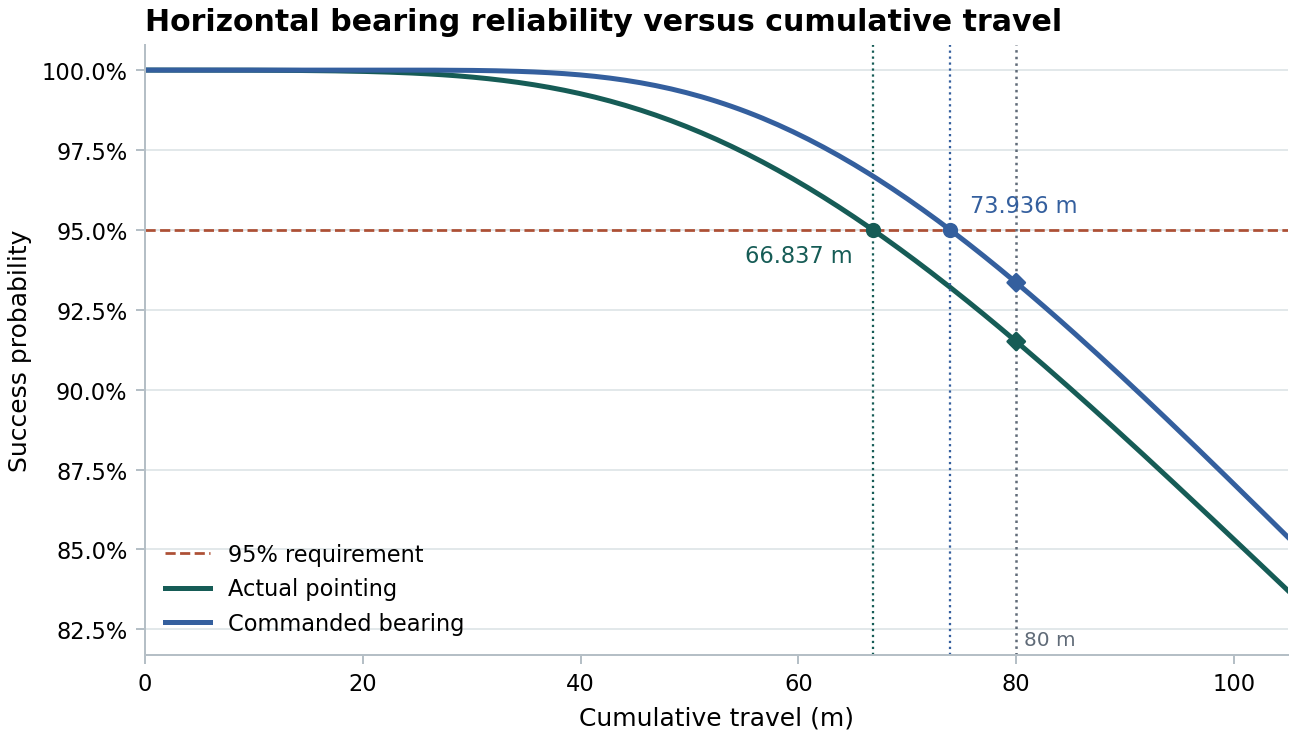 Horizontal bearing reliability versus cumulative travel
Success probability
100.0%
97.5%
95.0%
92.5%
90.0%
87.5%
85.0%
82.5%
73.936 m
66.837 m
95% requirement
Actual pointing
Commanded bearing
80 m
0
20
40
60
80
100
Cumulative travel (m)